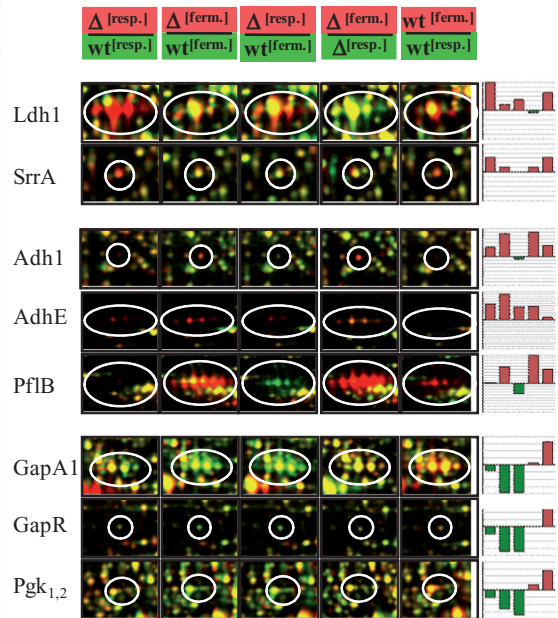 Δ [resp.] Δ [ferm.] Δ [resp.] Δ [ferm.] wt [ferm.]
wt[resp.] wt[ferm.] wt[ferm.] Δ[resp.] wt[resp.]
Ldh1
SrrA
Adh1
AdhE
PflB
GapA1
GapR
Pgk1,2